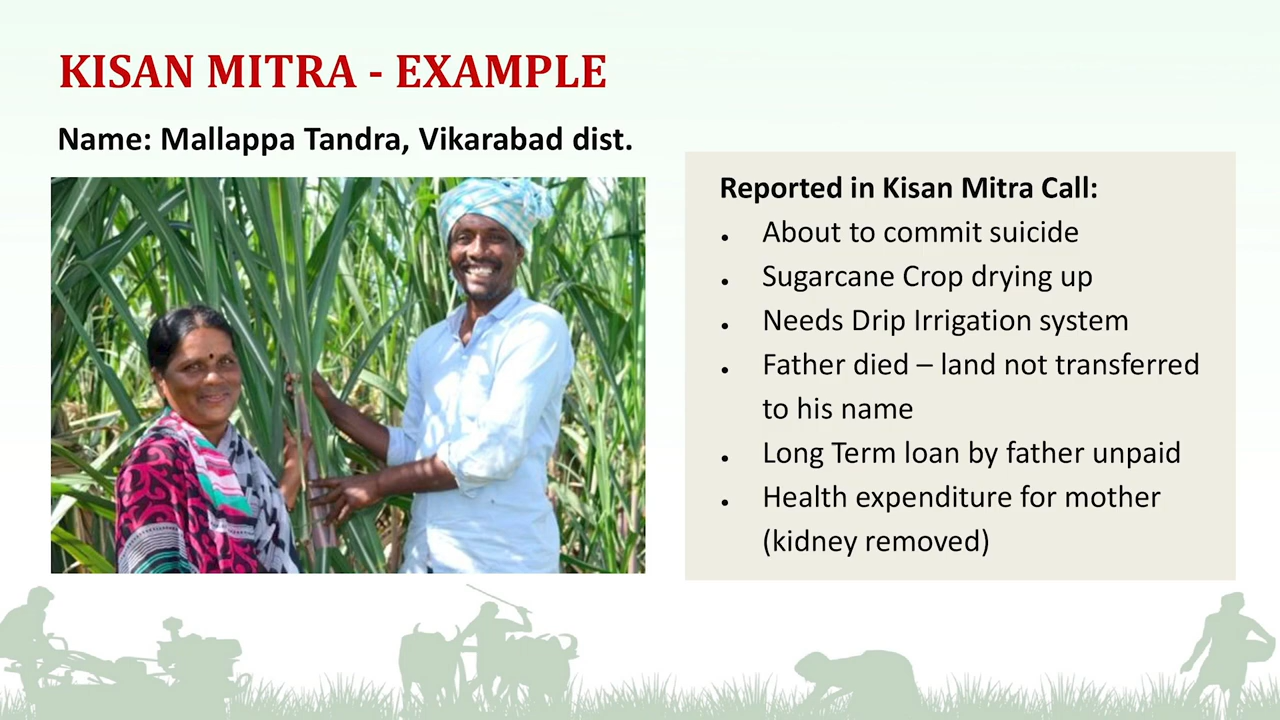 KISAN MITRA - EXAMPLE
Name: Mallappa Tandra, Vikarabad dist.
Reported in Kisan Mitra Call:
• About to commit suicide
• Sugarcane Crop drying up
• Needs Drip Irrigation system
• Father died – land not transferred
to his name
• Long Term loan by father unpaid
• Health expenditure for mother
(kidney removed)